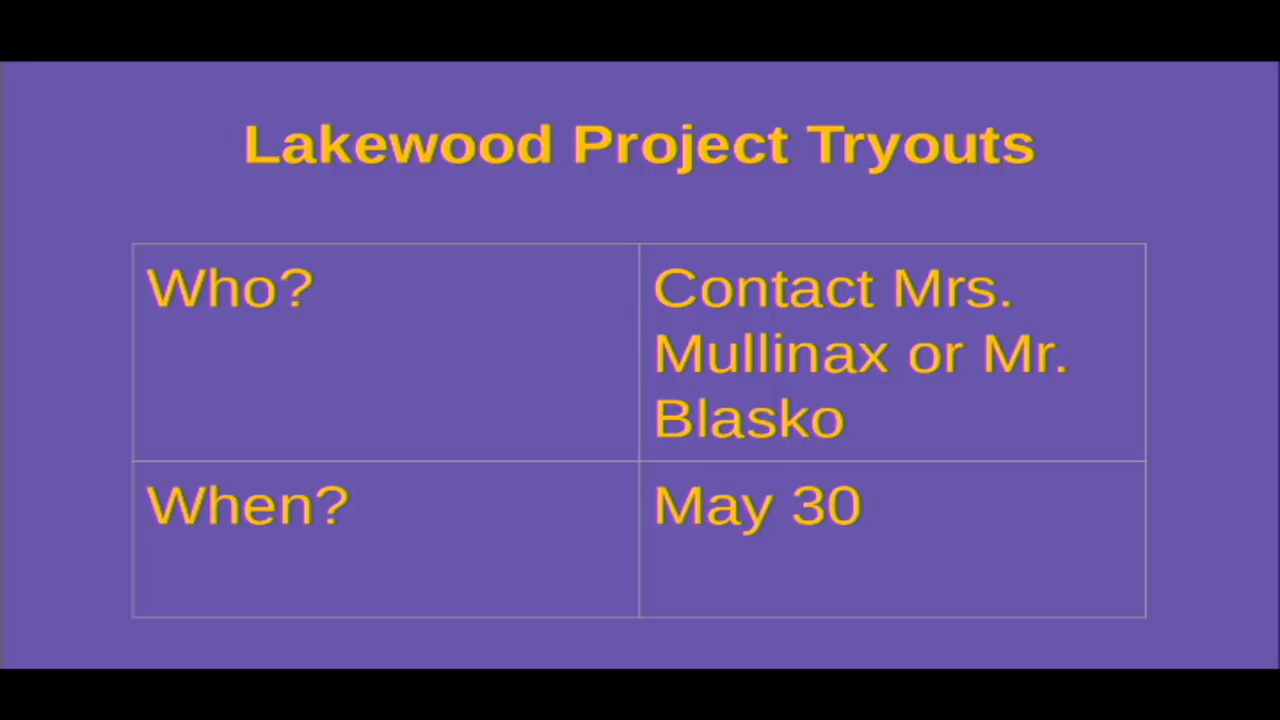 Lakewood Project Tryouts
Who?
Contact Mrs.
Mullinax or Mr.
Blasko
When?
May 30